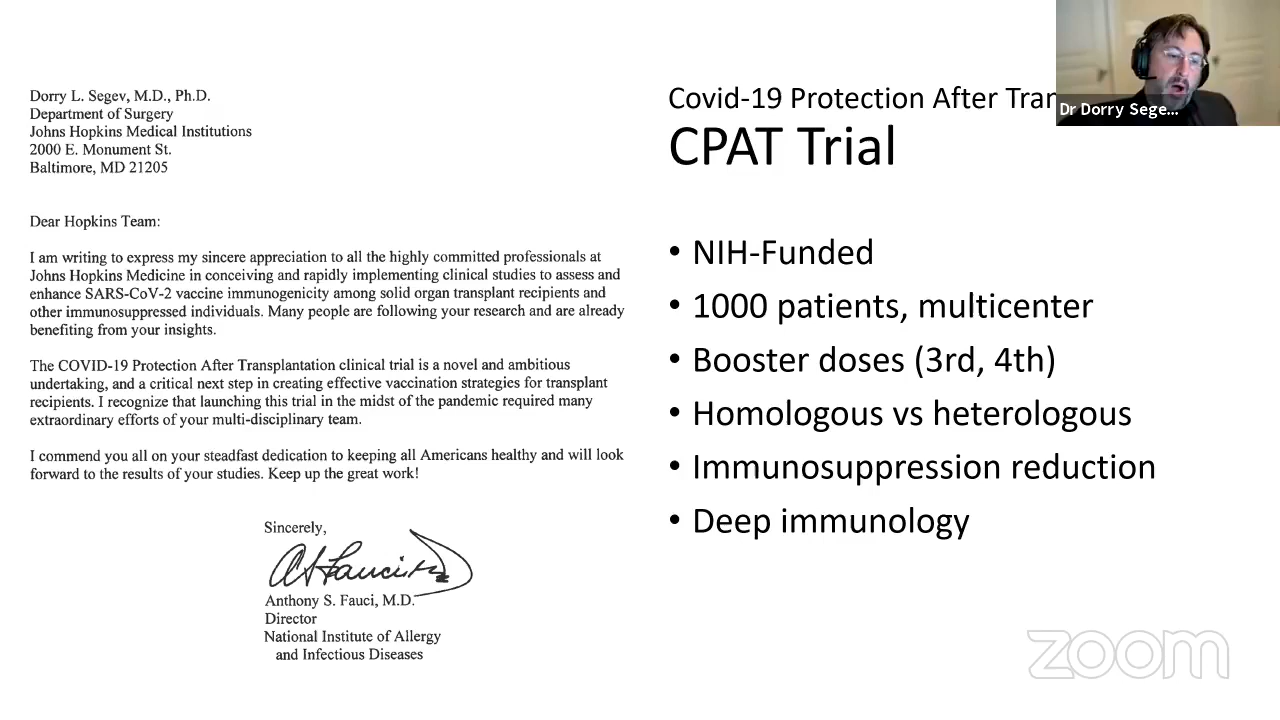 Dorry L. Segev, M.D., Ph.D.
Department of Surgery
Johns Hopkins Medical Institutions
2000 E. Monument St.
Baltimore, MD 21205
Dear Hopkins Team:
I am writing to express my sincere appreciation to all the highly committed professionals at
Johns Hopkins Medicine in conceiving and rapidly implementing clinical studies to assess and
enhance SARS-CoV-2 vaccine immunogenicity among solid organ transplant recipients and
other immunosuppressed individuals. Many people are following your research and are already
benefiting from your insights.
The COVID-19 Protection After Transplantation clinical trial is a novel and ambitious
undertaking, and a critical next step in creating effective vaccination strategies for transplant
recipients. I recognize that launching this trial in the midst of the pandemic required many
extraordinary efforts of your multi-disciplinary team.
I commend you all on your steadfast dedication to keeping all Americans healthy and will look
forward to the results of your studies. Keep up the great work!
Sincerely,
Anthony S. Fauci, M.D.
Director
National Institute of Allergy
and Infectious Diseases
Covid-19 Protection After Tran
CPAT Trial
• NIH-Funded
• 1000 patients, multicenter
• Booster doses (3rd, 4th)
• Homologous vs heterologous
• Immunosuppression reduction
• Deep immunology
Dr Dorry Sege...
zoom